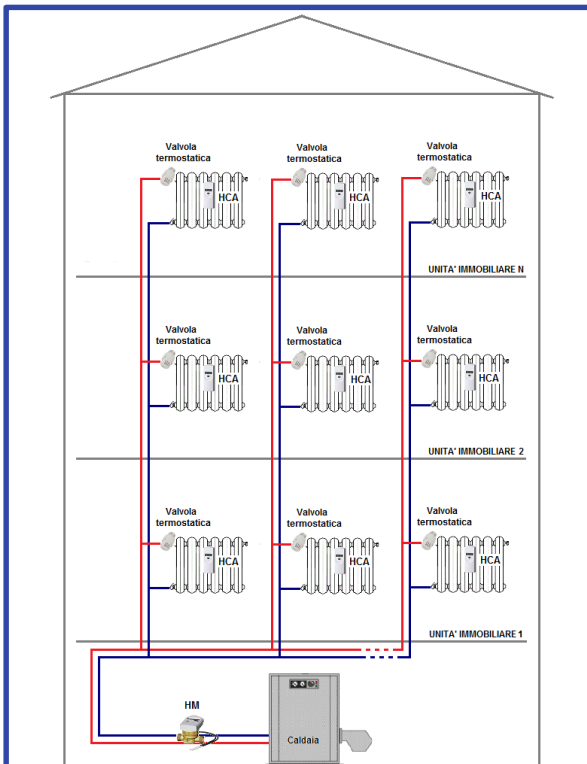 Valvola
termostatica
HCA
Valvola
termostatica
HCA
Valvola
termostatica
HCA
UNITA' IMMOBILIARE N
Valvola
termostatica
HCA
Valvola
termostatica
HCA
Valvola
termostatica
HCA
UNITA' IMMOBILIARE 2
Valvola
termostatica
HCA
Valvola
termostatica
HCA
Valvola
termostatica
HCA
UNITA' IMMOBILIARE 1
HM
Caldaia